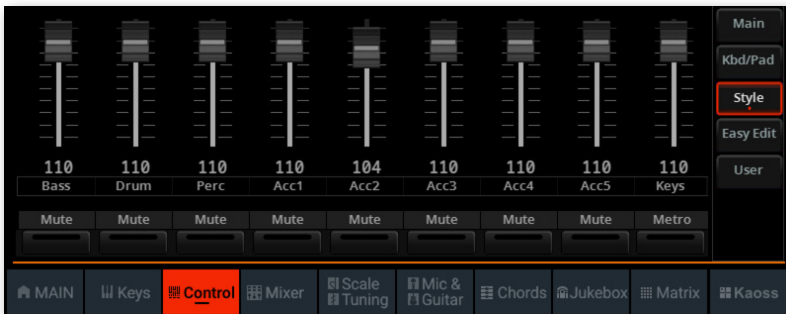 Main
Kbd/Pad
Style
Easy Edit
User
110 110 110 110 104 110 110 110 110
Bass Drum Perc Acc1 Acc2 Acc3 Acc4 Acc5 Keys
Mute Mute Mute Mute Mute Mute Mute Mute Metro
MAIN Keys Control Mixer Scale Tuning Mic & Guitar Chords Jukebox Matrix Kaoss